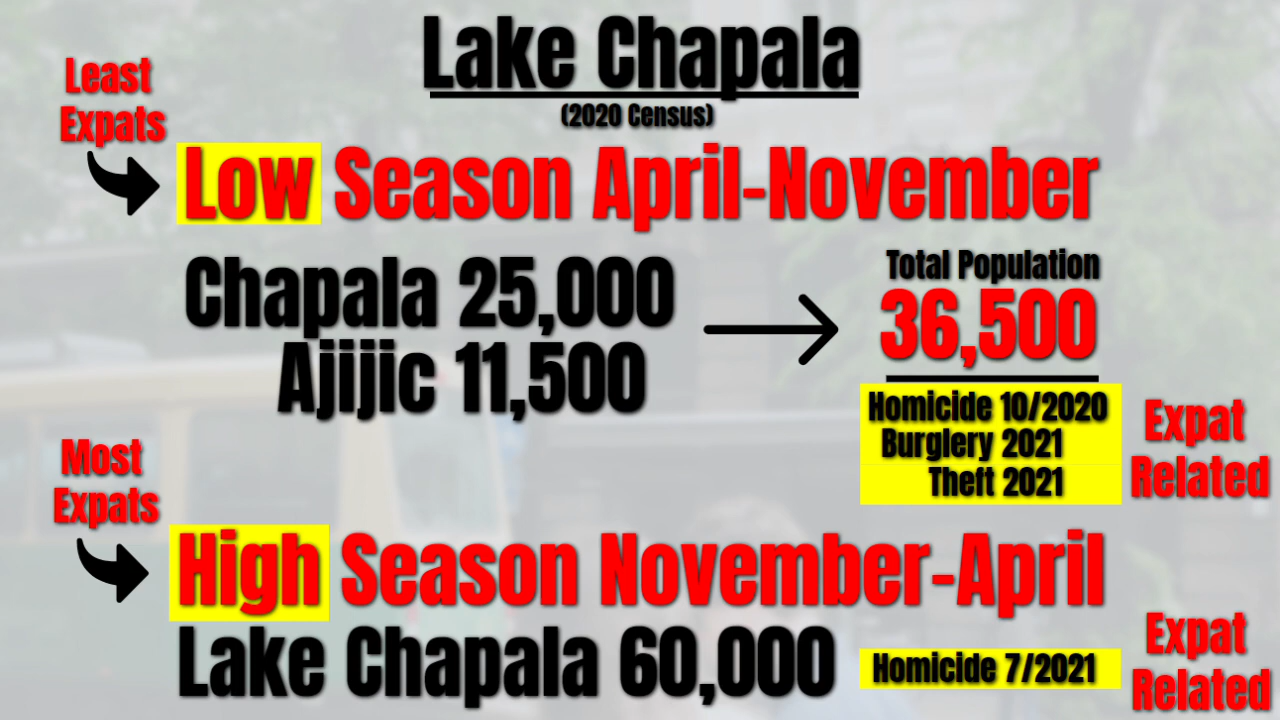 Lake Chapala
(2020 Census)
Least
Expats
Low Season April-November
Chapala 25,000
Ajijic 11,500
Total Population
36,500
Homicide 10/2020
Burglery 2021
Theft 2021
Expat
Related
Most
Expats
High Season November-April
Lake Chapala 60,000
Homicide 7/2021
Expat
Related